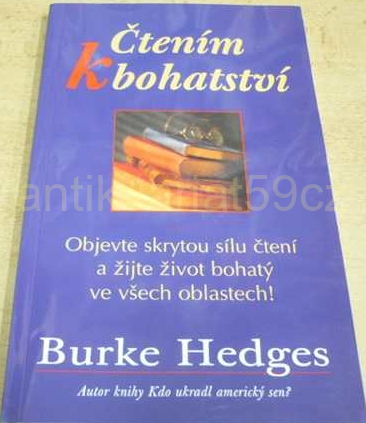 Čtením
k bohatství
antikvariat59cz
Objevte skrytou sílu čtení
a žijte život bohatý
ve všech oblastech!
Burke Hedges
Autor knihy Kdo ukradl americký sen?